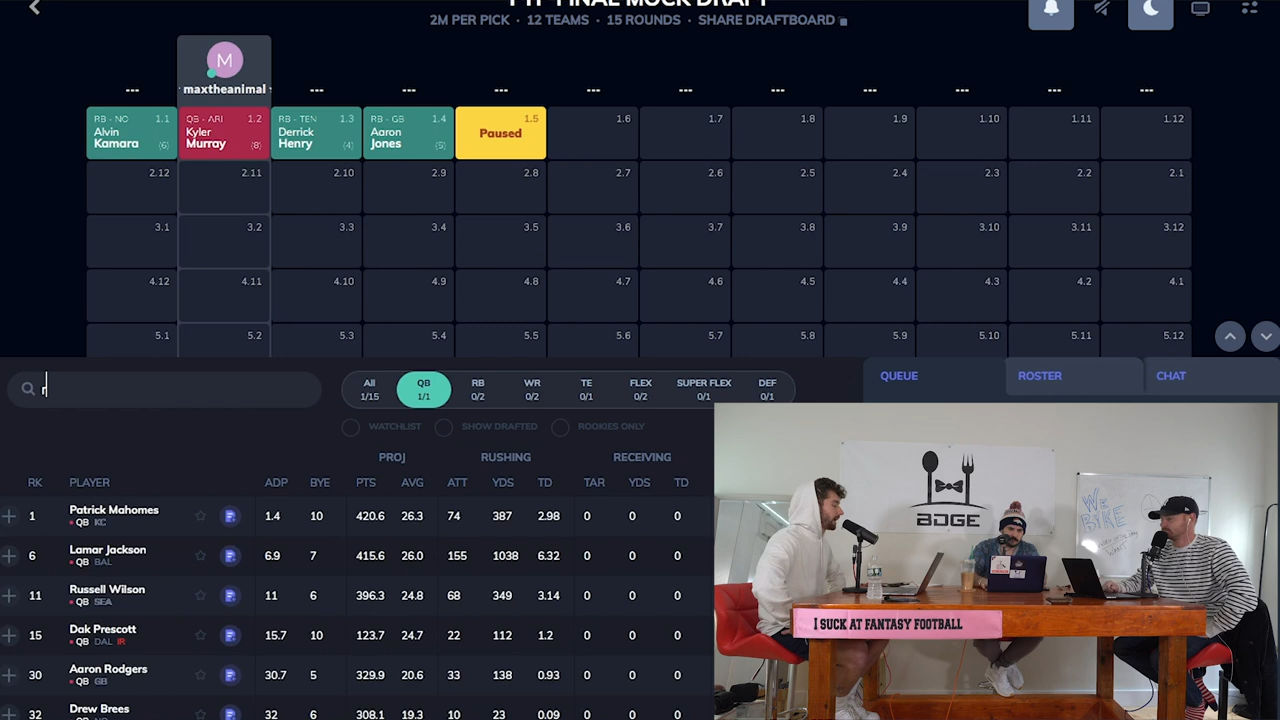 FYF FINAL MOCK DRAFT
2M PER PICK · 12 TEAMS · 15 ROUNDS · SHARE DRAFTBOARD
M
--- maxtheanimal --- --- --- --- --- --- --- --- --- ---
RB - NO 1.1 QB - ARI 1.2 RB - TEN 1.3 RB - GB 1.4 1.5 1.6 1.7 1.8 1.9 1.10 1.11 1.12
Alvin Kyler Derrick Aaron Paused
Kamara (6) Murray (8) Henry (4) Jones (5)
2.12 2.11 2.10 2.9 2.8 2.7 2.6 2.5 2.4 2.3 2.2 2.1
3.1 3.2 3.3 3.4 3.5 3.6 3.7 3.8 3.9 3.10 3.11 3.12
4.12 4.11 4.10 4.9 4.8 4.7 4.6 4.5 4.4 4.3 4.2 4.1
5.1 5.2 5.3 5.4 5.5 5.6 5.7 5.8 5.9 5.10 5.11 5.12
r
All QB RB WR TE FLEX SUPER FLEX DEF
1/15 1/1 0/2 0/2 0/1 0/2 0/1 0/1
QUEUE ROSTER CHAT
WATCHLIST SHOW DRAFTED ROOKIES ONLY
PROJ RUSHING RECEIVING
RK PLAYER ADP BYE PTS AVG ATT YDS TD TAR YDS TD
1 Patrick Mahomes 1.4 10 420.6 26.3 74 387 2.98 0 0 0
QB KC
6 Lamar Jackson 6.9 7 415.6 26.0 155 1038 6.32 0 0 0
QB BAL
11 Russell Wilson 11 6 396.3 24.8 68 349 3.14 0 0 0
QB SEA
15 Dak Prescott 15.7 10 123.7 24.7 22 112 1.2 0 0 0
QB DAL IR
30 Aaron Rodgers 30.7 5 329.9 20.6 33 138 0.93 0 0 0
QB GB
32 Drew Brees 32 6 308.1 19.3 10 23 0.09 0 0 0
BDGE
WE
I SUCK AT FANTASY FOOTBALL